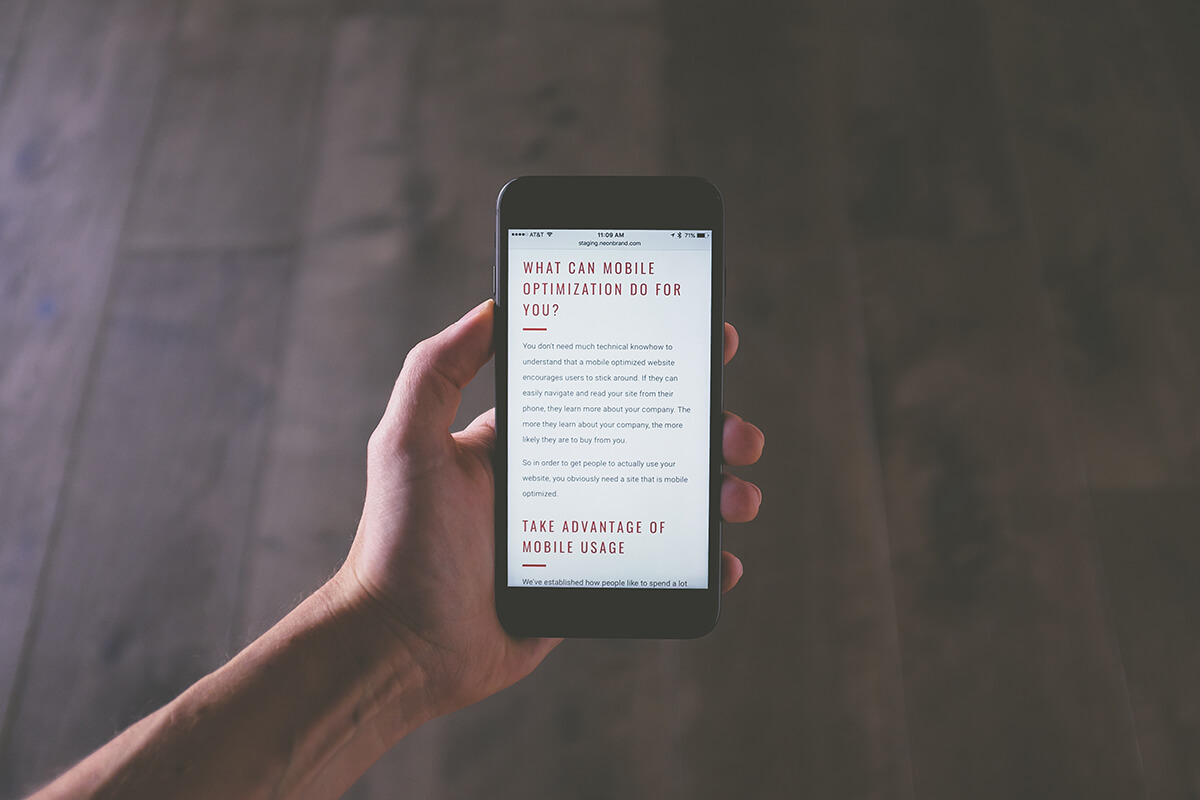 AT&T 11:09 AM 71%
staging.neonbrand.com
WHAT CAN MOBILE
OPTIMIZATION DO FOR
YOU?
You don't need much technical knowhow to
understand that a mobile optimized website
encourages users to stick around. If they can
easily navigate and read your site from their
phone, they learn more about your company. The
more they learn about your company, the more
likely they are to buy from you.
So in order to get people to actually use your
website, you obviously need a site that is mobile
optimized.
TAKE ADVANTAGE OF
MOBILE USAGE
We've established how people like to spend a lot